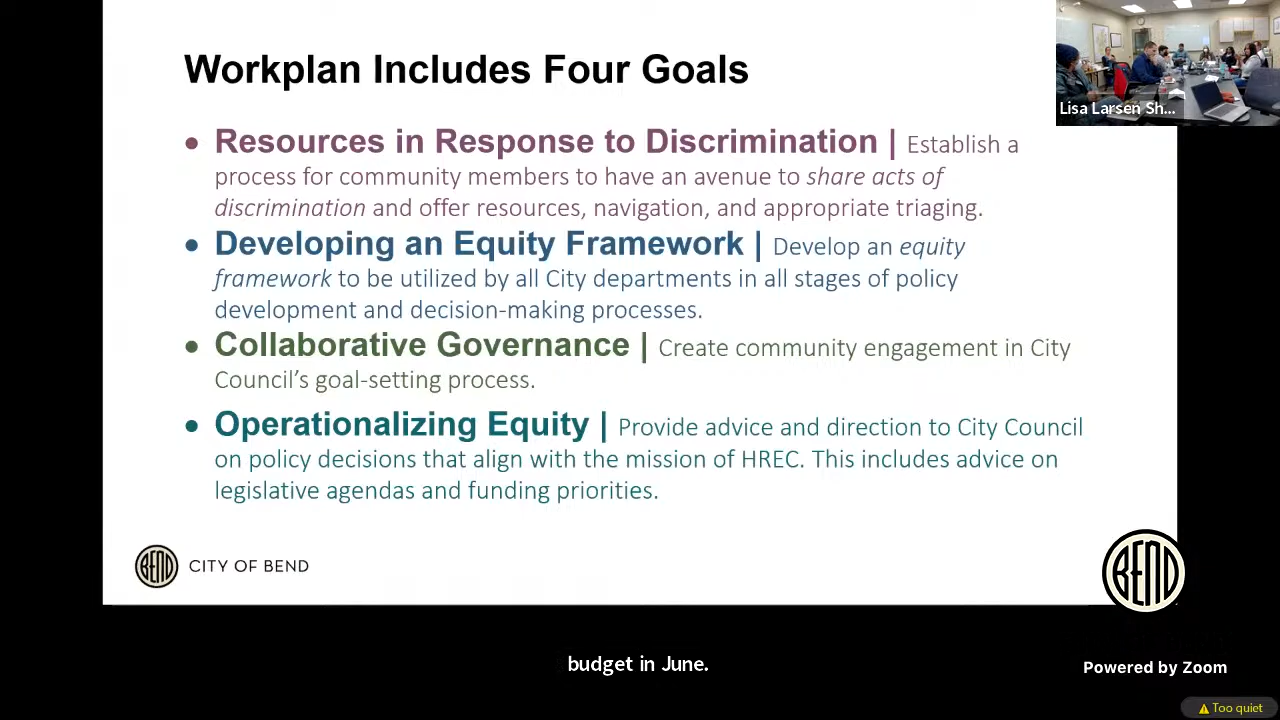 Workplan Includes Four Goals
Lisa Larsen Sh...
• Resources in Response to Discrimination | Establish a
process for community members to have an avenue to share acts of
discrimination and offer resources, navigation, and appropriate triaging.
• Developing an Equity Framework | Develop an equity
framework to be utilized by all City departments in all stages of policy
development and decision-making processes.
• Collaborative Governance | Create community engagement in City
Council’s goal-setting process.
• Operationalizing Equity | Provide advice and direction to City Council
on policy decisions that align with the mission of HREC. This includes advice on
legislative agendas and funding priorities.
BEND
CITY OF BEND
BEND
budget in June.
Powered by Zoom
Too quiet